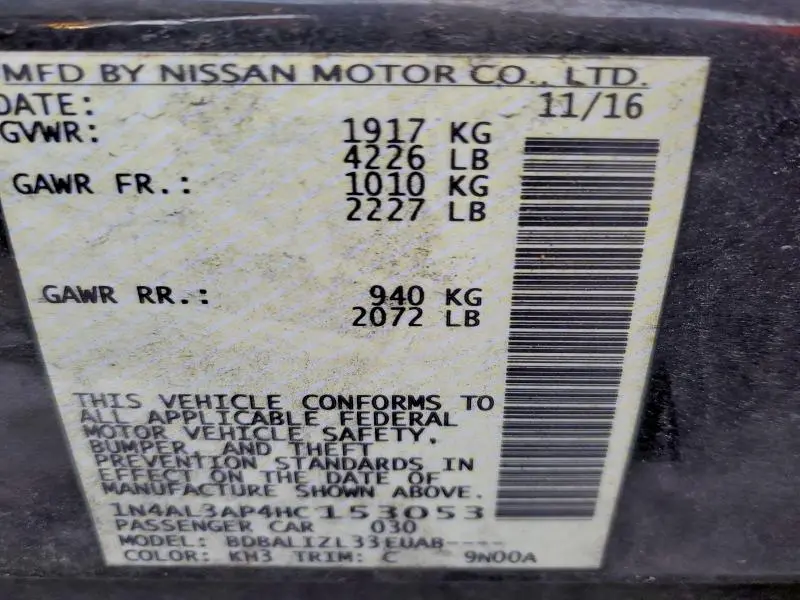 MFD BY NISSAN MOTOR CO., LTD.
DATE: 11/16
GVWR: 1917 KG
4226 LB
GAWR FR.: 1010 KG
2227 LB
GAWR RR.: 940 KG
2072 LB
THIS VEHICLE CONFORMS TO
ALL APPLICABLE FEDERAL
MOTOR VEHICLE SAFETY,
BUMPER, AND THEFT
PREVENTION STANDARDS IN
EFFECT ON THE DATE OF
MANUFACTURE SHOWN ABOVE.
1N4AL3AP4HC153053
PASSENGER CAR 030
MODEL: BDBALIZL33EUAB----
COLOR: KH3 TRIM: C 9N00A